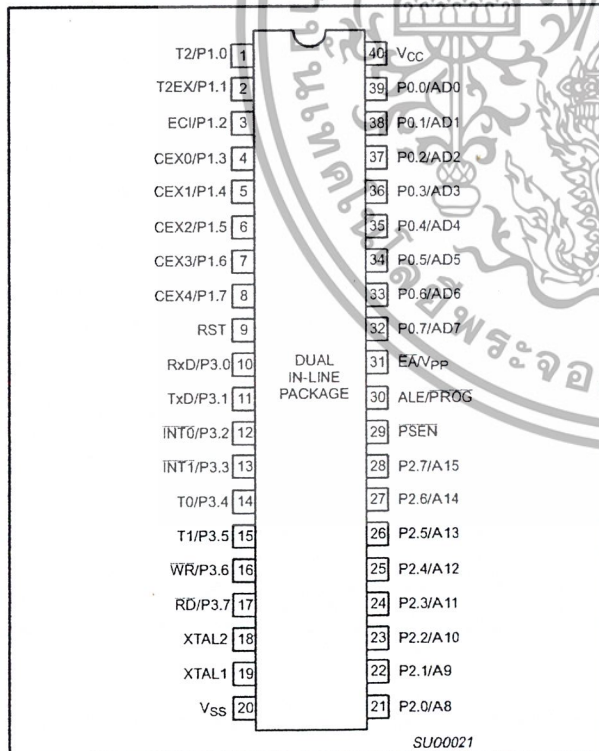 T2/P1.0 1
T2EX/P1.1 2
ECI/P1.2 3
CEX0/P1.3 4
CEX1/P1.4 5
CEX2/P1.5 6
CEX3/P1.6 7
CEX4/P1.7 8
RST 9
RxD/P3.0 10
TxD/P3.1 11
INT0/P3.2 12
INT1/P3.3 13
T0/P3.4 14
T1/P3.5 15
WR/P3.6 16
RD/P3.7 17
XTAL2 18
XTAL1 19
VSS 20
DUAL
IN-LINE
PACKAGE
40 VCC
39 P0.0/AD0
38 P0.1/AD1
37 P0.2/AD2
36 P0.3/AD3
35 P0.4/AD4
34 P0.5/AD5
33 P0.6/AD6
32 P0.7/AD7
31 EA/VPP
30 ALE/PROG
29 PSEN
28 P2.7/A15
27 P2.6/A14
26 P2.5/A13
25 P2.4/A12
24 P2.3/A11
23 P2.2/A10
22 P2.1/A9
21 P2.0/A8
SU00021